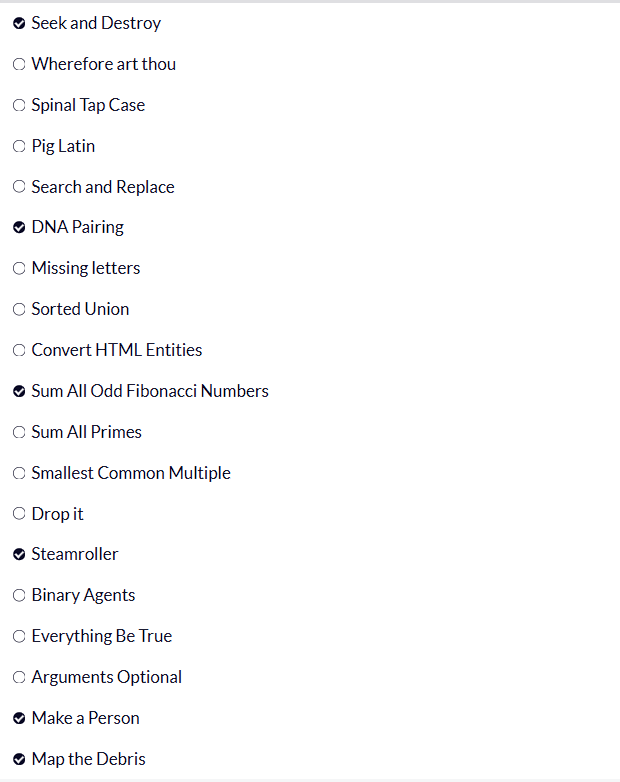 Seek and Destroy
Wherefore art thou
Spinal Tap Case
Pig Latin
Search and Replace
DNA Pairing
Missing letters
Sorted Union
Convert HTML Entities
Sum All Odd Fibonacci Numbers
Sum All Primes
Smallest Common Multiple
Drop it
Steamroller
Binary Agents
Everything Be True
Arguments Optional
Make a Person
Map the Debris